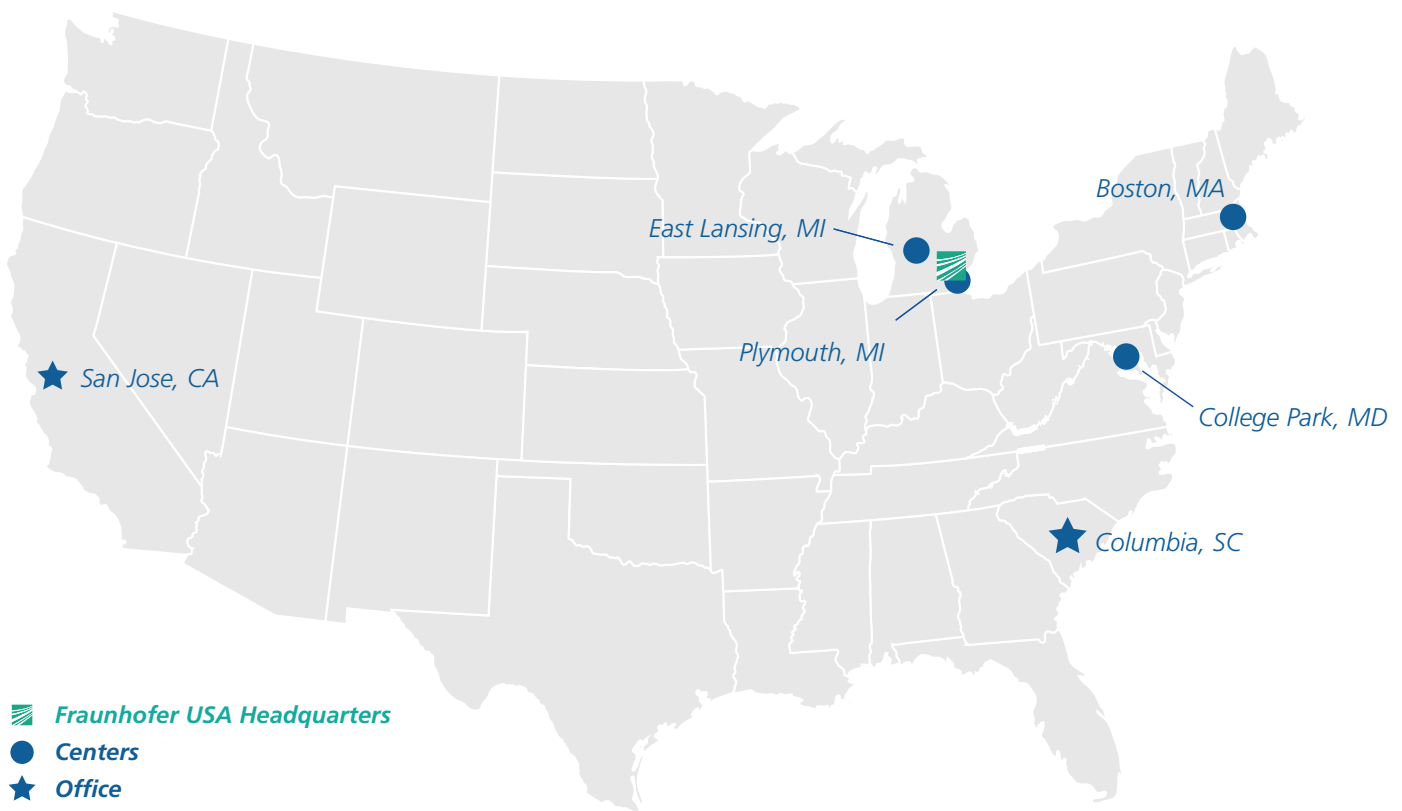 Boston, MA
East Lansing, MI
Plymouth, MI
San Jose, CA
College Park, MD
Columbia, SC
Fraunhofer USA Headquarters
Centers
Office